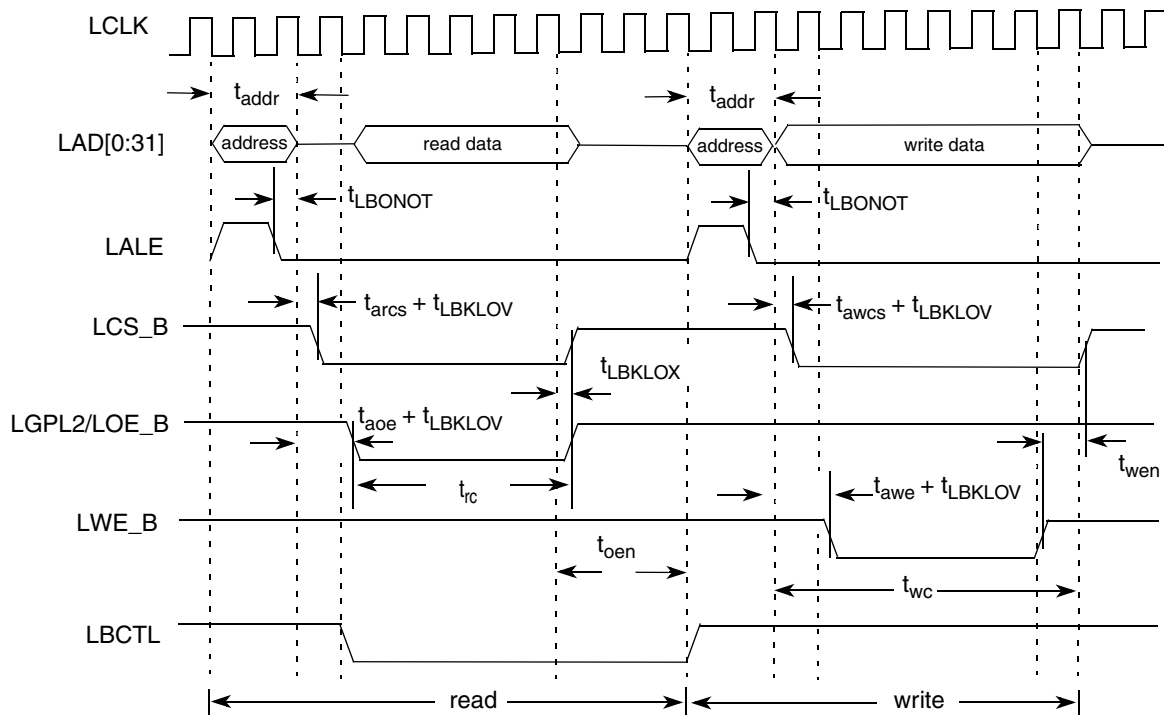 LCLK
t_addr t_addr
LAD[0:31] address read data address write data
t_LBONOT t_LBONOT
LALE
t_arcs + t_LBKLOV t_awcs + t_LBKLOV
LCS_B
t_LBKLOX
t_aoe + t_LBKLOV
LGPL2/LOE_B
t_wen
t_rc t_awe + t_LBKLOV
LWE_B
t_oen
t_wc
LBCTL
read write